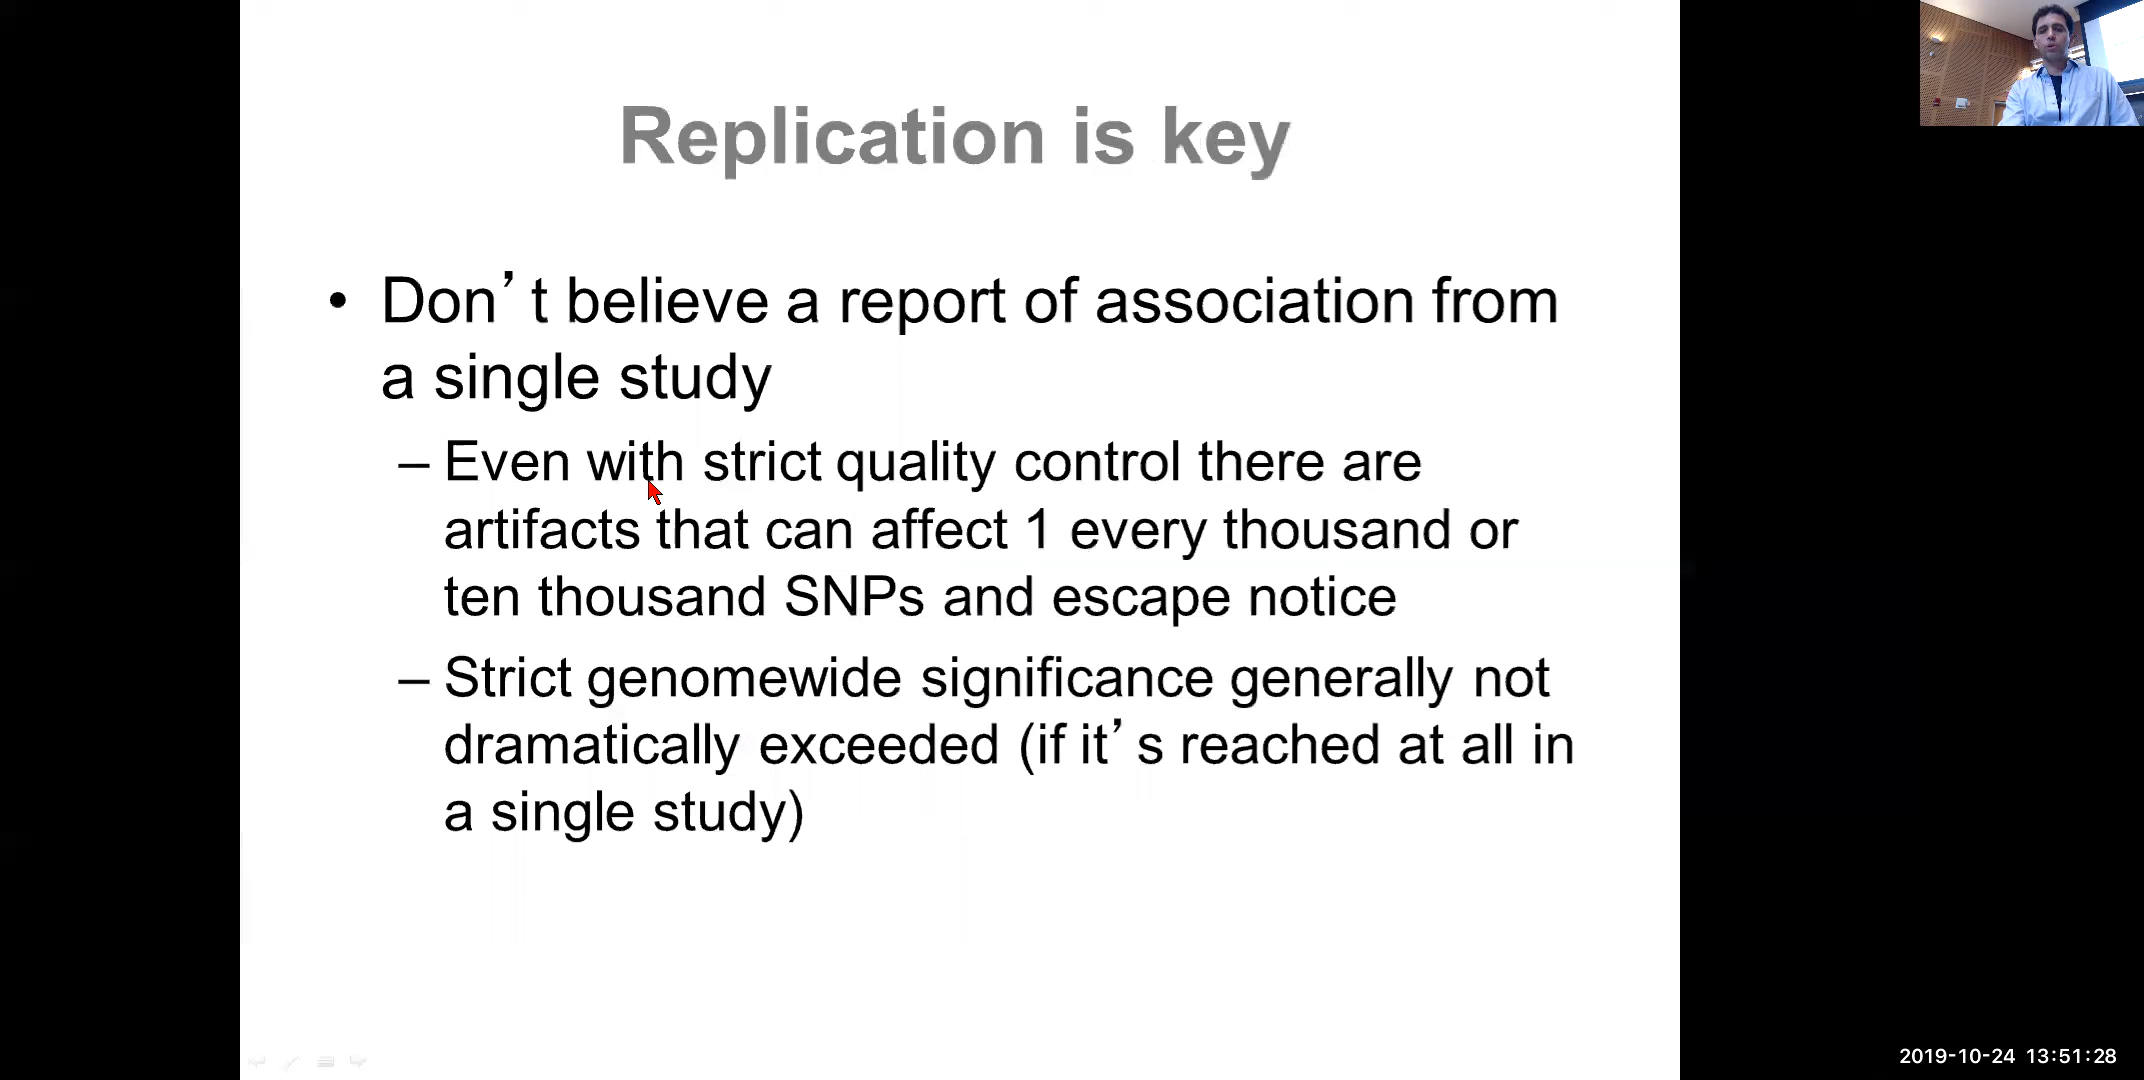 Replication is key
• Don’t believe a report of association from
a single study
– Even with strict quality control there are
artifacts that can affect 1 every thousand or
ten thousand SNPs and escape notice
– Strict genomewide significance generally not
dramatically exceeded (if it’s reached at all in
a single study)
2019-10-24 13:51:28